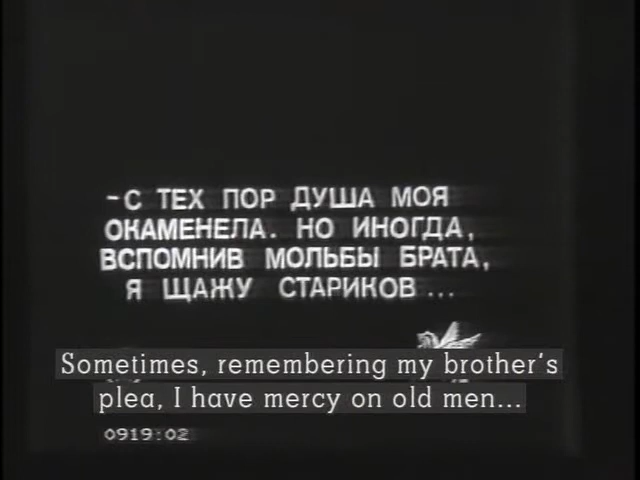 -С ТЕХ ПОР ДУША МОЯ
ОКАМЕНЕЛА. НО ИНОГДА,
ВСПОМНИВ МОЛЬБЫ БРАТА,
Я ЩАЖУ СТАРИКОВ...
Sometimes, remembering my brother's
plea, I have mercy on old men...
0919:02